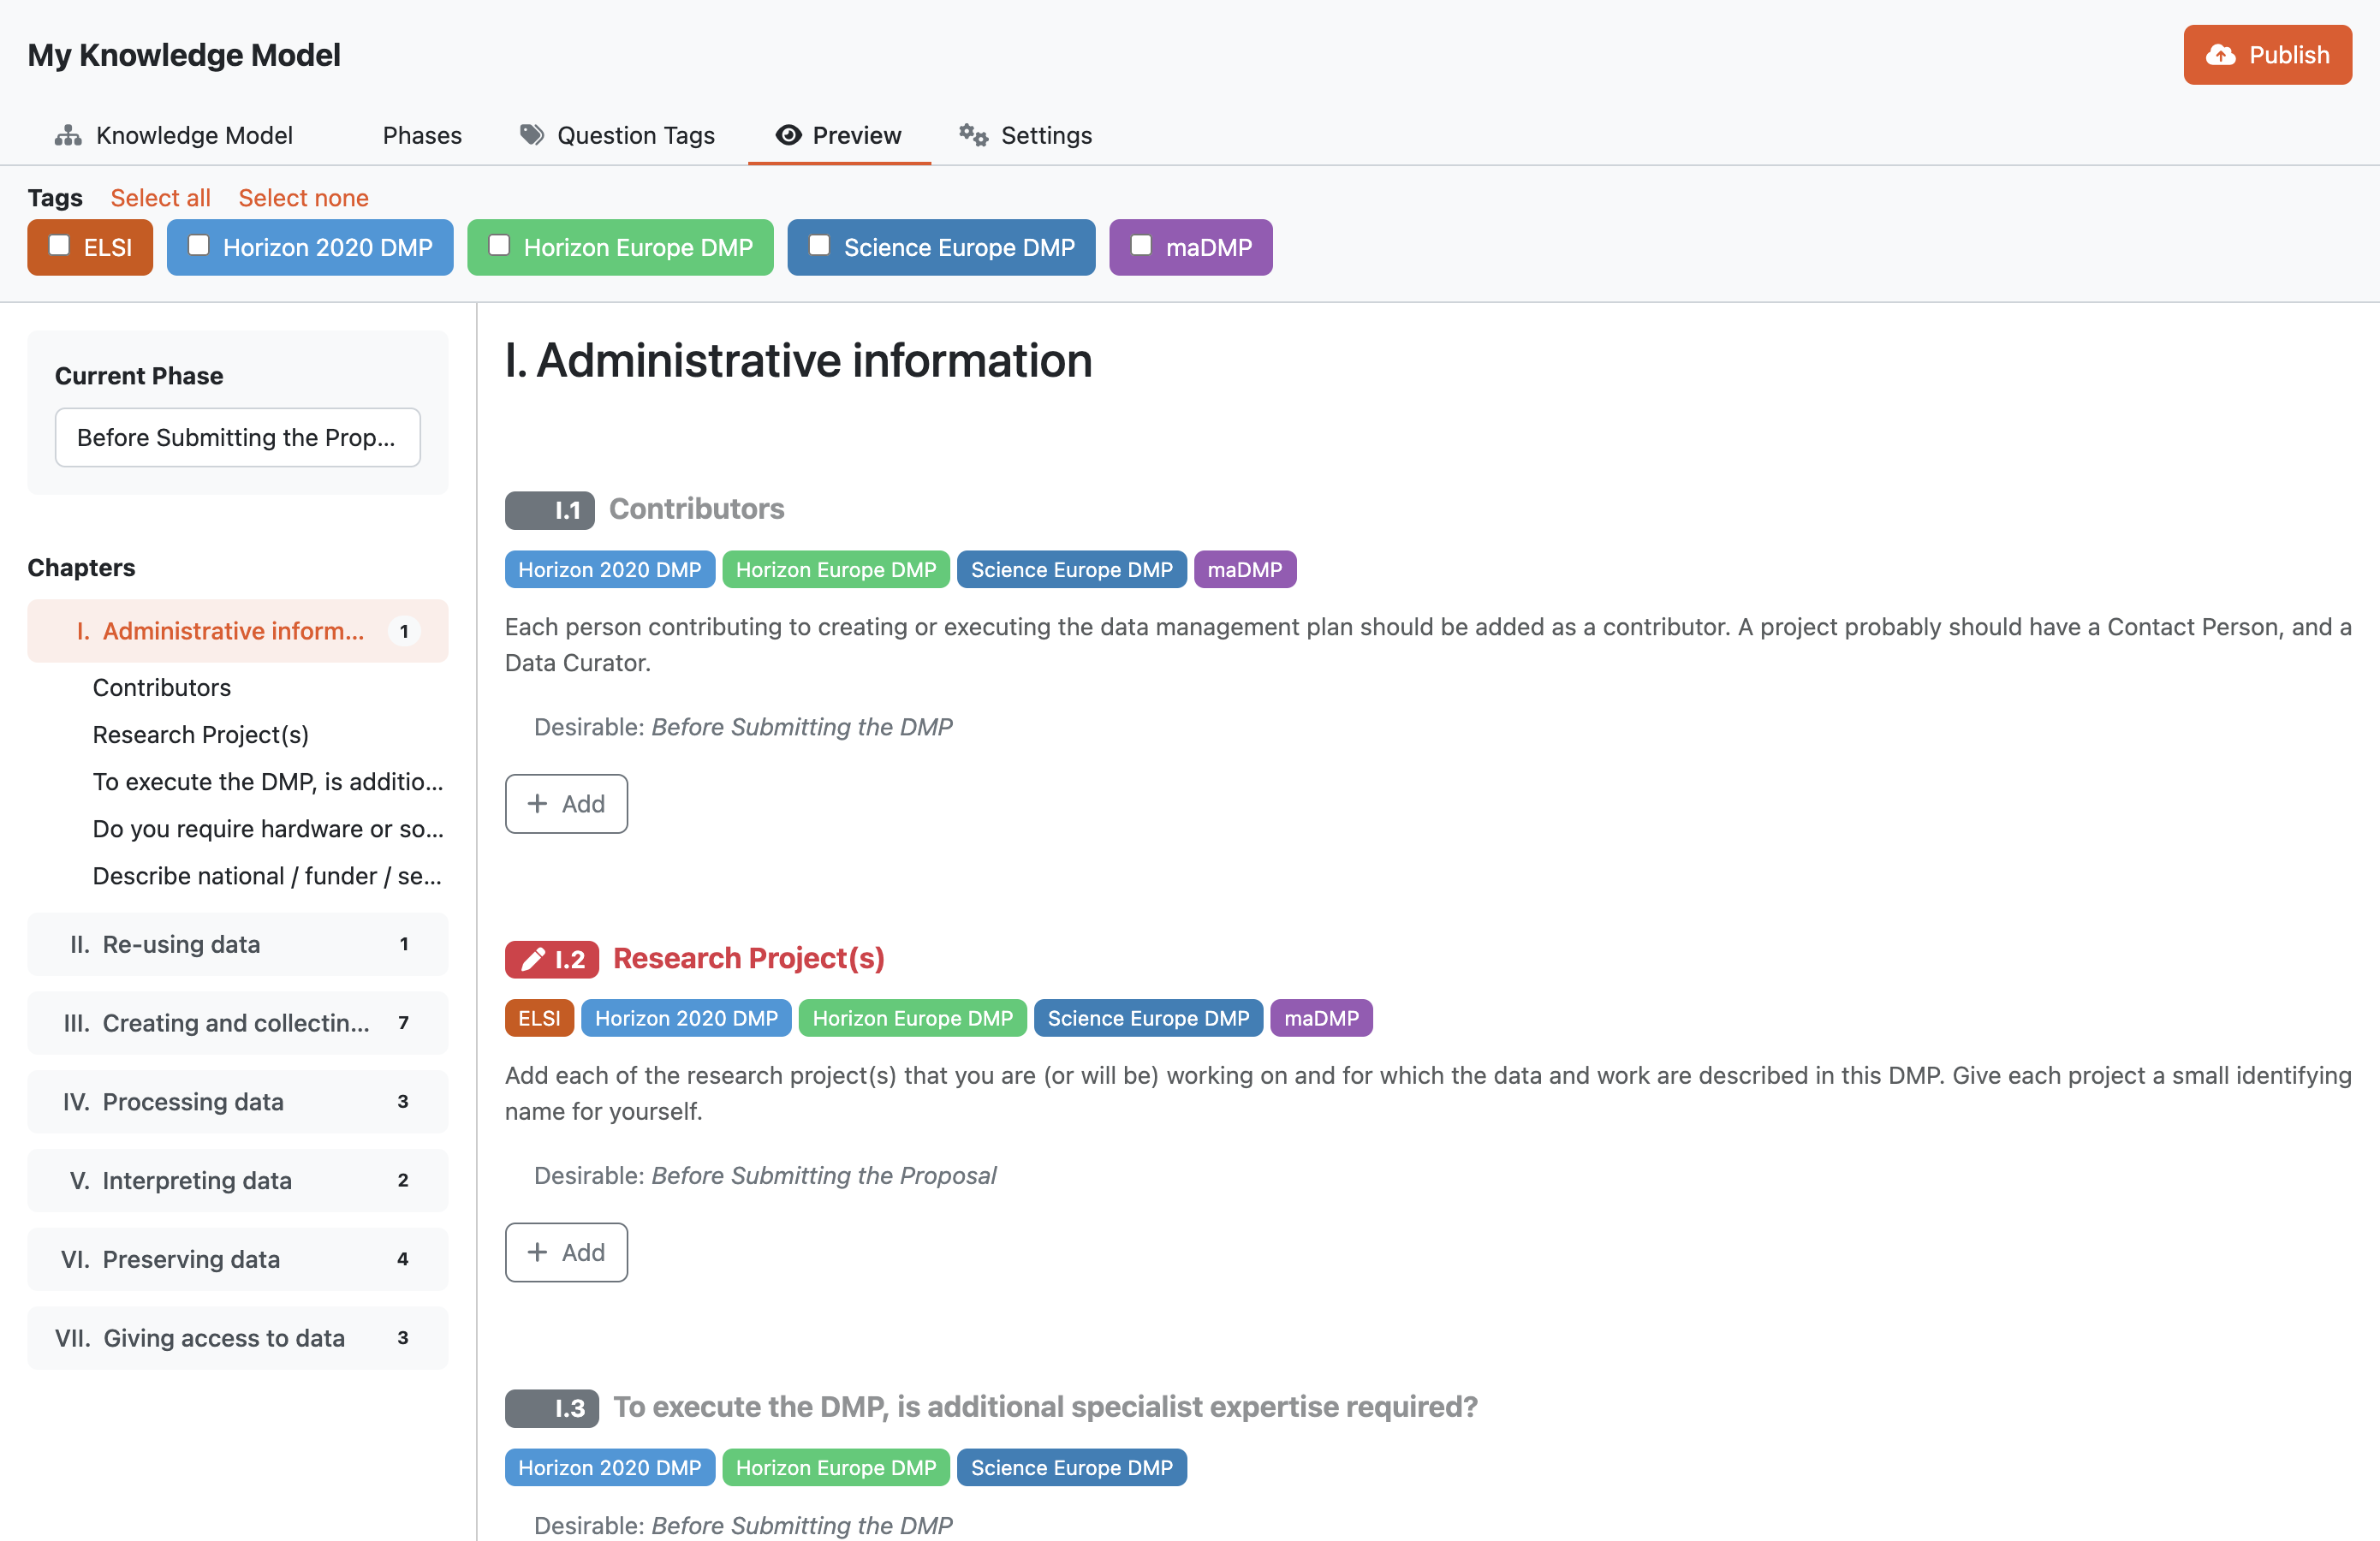 My Knowledge Model
Publish
Knowledge Model Phases Question Tags Preview Settings
Tags Select all Select none
ELSI Horizon 2020 DMP Horizon Europe DMP Science Europe DMP maDMP
Current Phase
Before Submitting the Prop...
Chapters
I. Administrative inform... 1
Contributors
Research Project(s)
To execute the DMP, is additio...
Do you require hardware or so...
Describe national / funder / se...
II. Re-using data 1
III. Creating and collectin... 7
IV. Processing data 3
V. Interpreting data 2
VI. Preserving data 4
VII. Giving access to data 3
I. Administrative information
I.1 Contributors
Horizon 2020 DMP Horizon Europe DMP Science Europe DMP maDMP
Each person contributing to creating or executing the data management plan should be added as a contributor. A project probably should have a Contact Person, and a
Data Curator.
Desirable: Before Submitting the DMP
+ Add
I.2 Research Project(s)
ELSI Horizon 2020 DMP Horizon Europe DMP Science Europe DMP maDMP
Add each of the research project(s) that you are (or will be) working on and for which the data and work are described in this DMP. Give each project a small identifying
name for yourself.
Desirable: Before Submitting the Proposal
+ Add
I.3 To execute the DMP, is additional specialist expertise required?
Horizon 2020 DMP Horizon Europe DMP Science Europe DMP
Desirable: Before Submitting the DMP